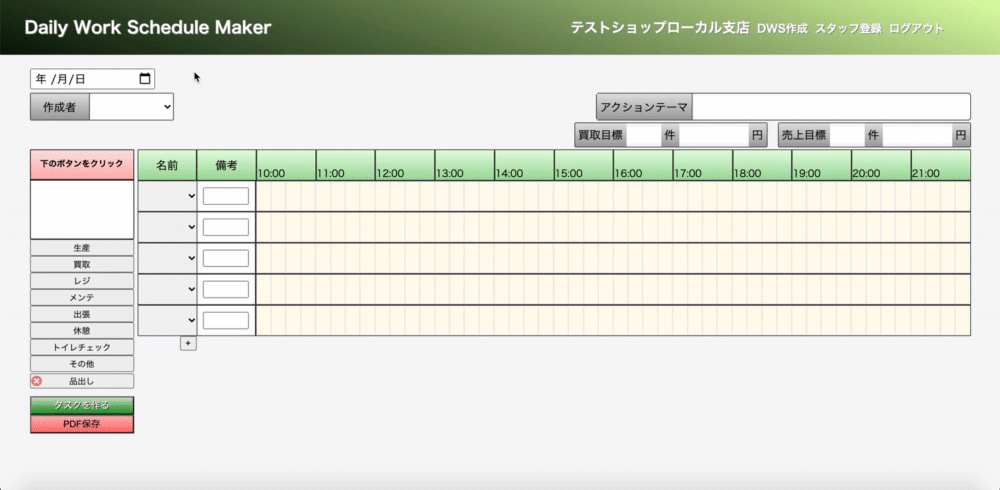 Daily Work Schedule Maker
テストショップローカル支店 DWS作成 スタッフ登録 ログアウト
年 /月/日
作成者
アクションテーマ
買取目標 件 円 売上目標 件 円
下のボタンをクリック
名前 備考 10:00 11:00 12:00 13:00 14:00 15:00 16:00 17:00 18:00 19:00 20:00 21:00
生産
買取
レジ
メンテ
出張
休憩
トイレチェック
その他
品出し
+
タスクを作る
PDF保存